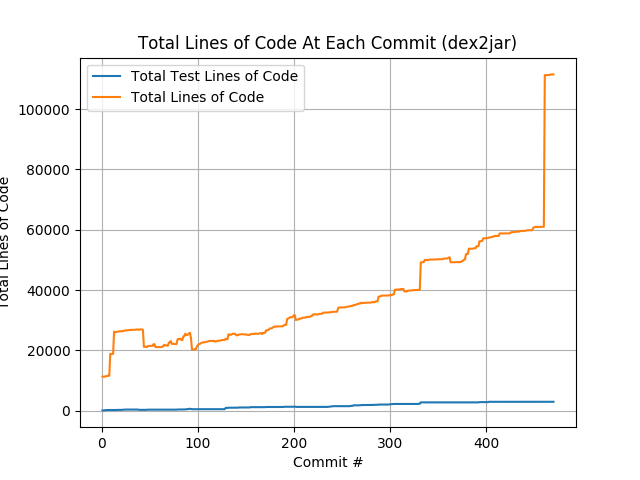 Total Lines of Code At Each Commit (dex2jar)
Total Test Lines of Code
Total Lines of Code
100000
80000
60000
40000
20000
0
Total Lines of Code
0 100 200 300 400
Commit #